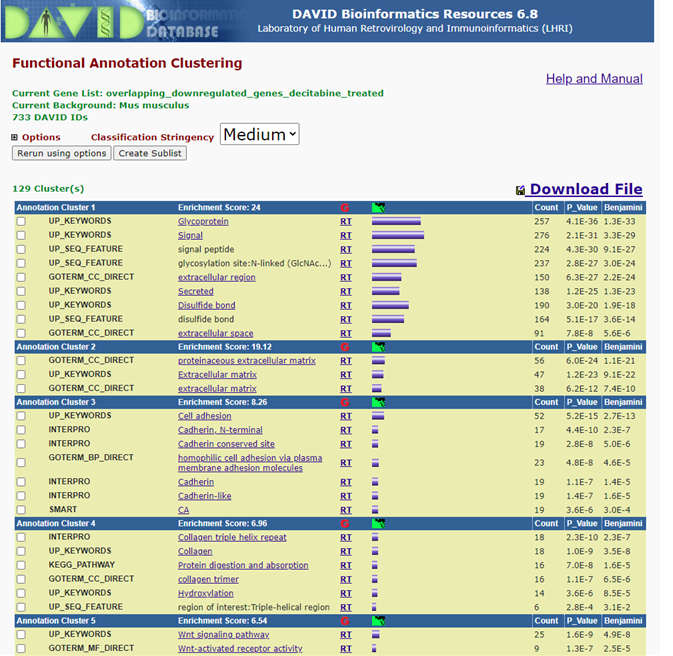 DAVID BIOINFORMATICS DATABASE
DAVID Bioinformatics Resources 6.8
Laboratory of Human Retrovirology and Immunoinformatics (LHRI)
Functional Annotation Clustering
Help and Manual
Current Gene List: overlapping_downregulated_genes_decitabine_treated
Current Background: Mus musculus
733 DAVID IDs
Options Classification Stringency Medium
Rerun using options Create Sublist
129 Cluster(s) Download File
Annotation Cluster 1 Enrichment Score: 24 G Count P_Value Benjamini
UP_KEYWORDS Glycoprotein RT 257 4.1E-36 1.3E-33
UP_KEYWORDS Signal RT 276 2.1E-31 3.3E-29
UP_SEQ_FEATURE signal peptide RT 224 4.3E-30 9.1E-27
UP_SEQ_FEATURE glycosylation site:N-linked (GlcNAc...) RT 237 2.8E-27 3.0E-24
GOTERM_CC_DIRECT extracellular region RT 150 6.3E-27 2.2E-24
UP_KEYWORDS Secreted RT 138 1.2E-25 1.3E-23
UP_KEYWORDS Disulfide bond RT 190 3.0E-20 1.9E-18
UP_SEQ_FEATURE disulfide bond RT 164 5.1E-17 3.6E-14
GOTERM_CC_DIRECT extracellular space RT 91 7.8E-8 5.6E-6
Annotation Cluster 2 Enrichment Score: 19.12 G Count P_Value Benjamini
GOTERM_CC_DIRECT proteinaceous extracellular matrix RT 56 6.0E-24 1.1E-21
UP_KEYWORDS Extracellular matrix RT 47 1.2E-23 9.1E-22
GOTERM_CC_DIRECT extracellular matrix RT 38 6.2E-12 7.4E-10
Annotation Cluster 3 Enrichment Score: 8.26 G Count P_Value Benjamini
UP_KEYWORDS Cell adhesion RT 52 5.2E-15 2.7E-13
INTERPRO Cadherin, N-terminal RT 17 4.4E-10 2.3E-7
INTERPRO Cadherin conserved site RT 19 2.8E-8 5.0E-6
GOTERM_BP_DIRECT homophilic cell adhesion via plasma membrane adhesion molecules RT 23 4.8E-8 4.6E-5
INTERPRO Cadherin RT 19 1.1E-7 1.4E-5
INTERPRO Cadherin-like RT 19 1.4E-7 1.6E-5
SMART CA RT 19 3.6E-6 3.0E-4
Annotation Cluster 4 Enrichment Score: 6.96 G Count P_Value Benjamini
INTERPRO Collagen triple helix repeat RT 18 2.3E-10 2.3E-7
UP_KEYWORDS Collagen RT 18 1.0E-9 3.5E-8
KEGG_PATHWAY Protein digestion and absorption RT 16 7.0E-8 1.6E-5
GOTERM_CC_DIRECT collagen trimer RT 16 1.1E-7 6.5E-6
UP_KEYWORDS Hydroxylation RT 14 3.6E-6 8.5E-5
UP_SEQ_FEATURE region of interest:Triple-helical region RT 6 2.8E-4 3.1E-2
Annotation Cluster 5 Enrichment Score: 6.54 G Count P_Value Benjamini
UP_KEYWORDS Wnt signaling pathway RT 25 1.6E-9 4.9E-8
GOTERM_MF_DIRECT Wnt-activated receptor activity RT 9 1.3E-7 2.5E-5